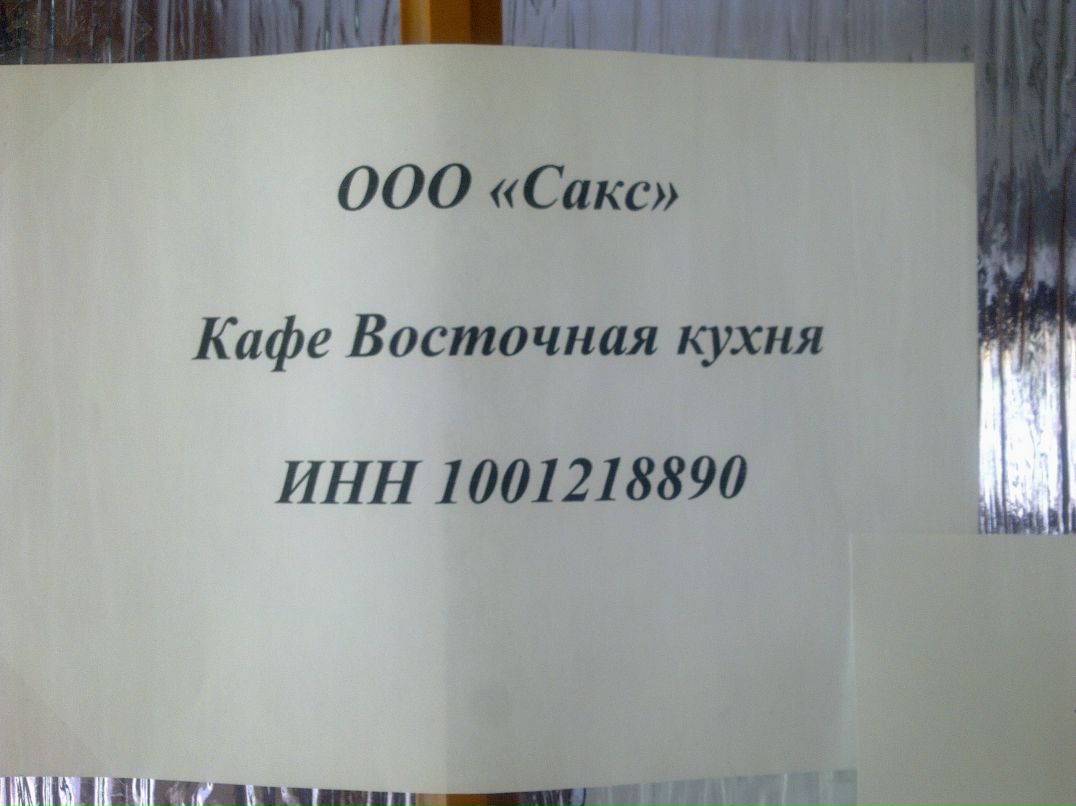 ООО «Сакс»
Кафе Восточная кухня
ИНН 1001218890